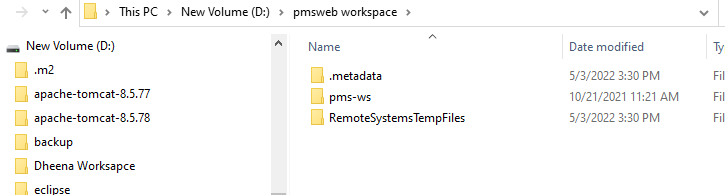 This PC > New Volume (D:) > pmsweb workspace >
New Volume (D:)
.m2
apache-tomcat-8.5.77
apache-tomcat-8.5.78
backup
Dheena Worksapce
eclipse
Name Date modified Ty
.metadata 5/3/2022 3:30 PM Fil
pms-ws 10/21/2021 11:21 AM Fil
RemoteSystemsTempFiles 5/3/2022 3:30 PM Fil